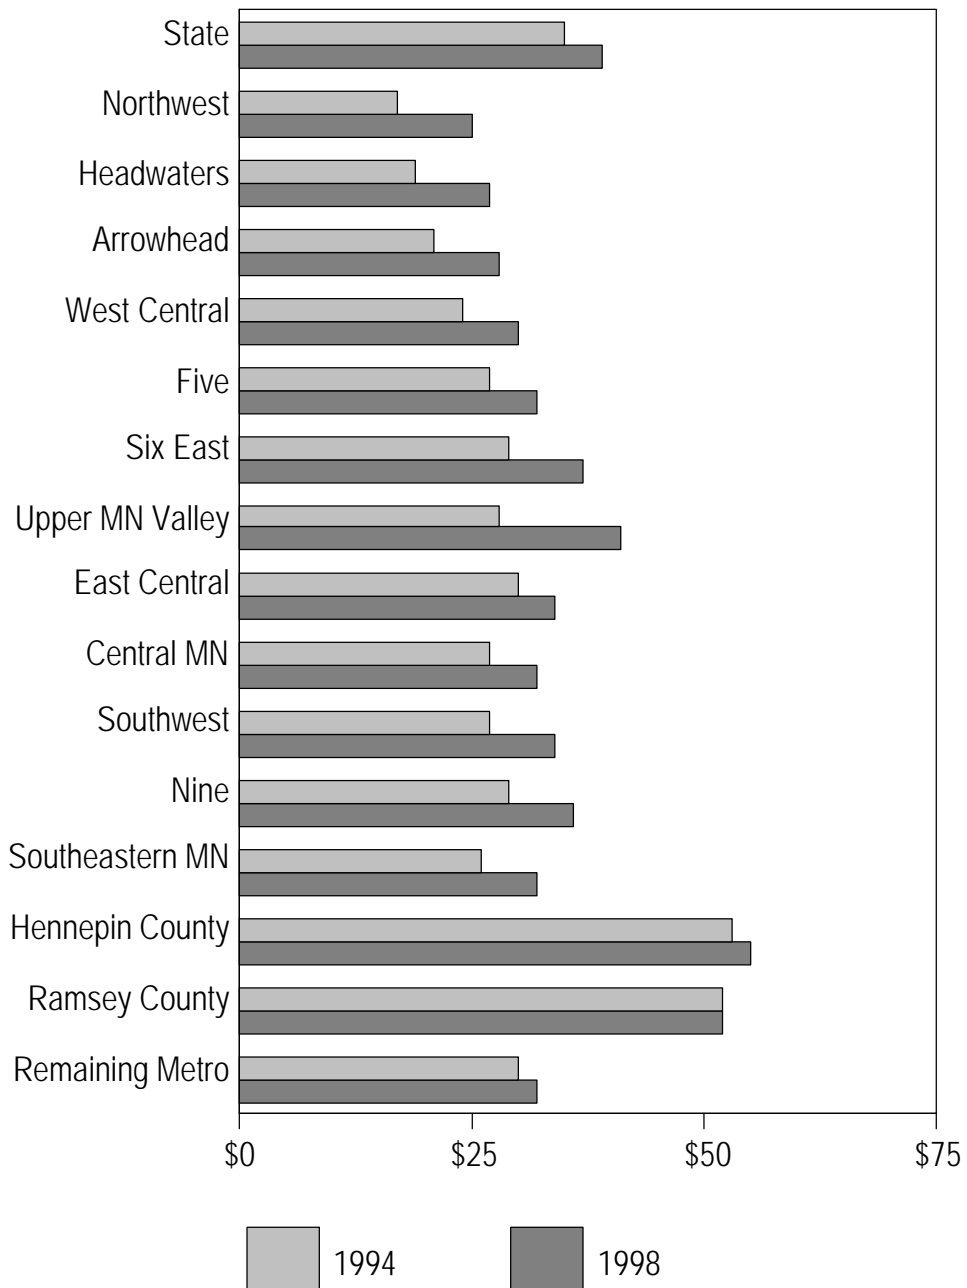 State
Northwest
Headwaters
Arrowhead
West Central
Five
Six East
Upper MN Valley
East Central
Central MN
Southwest
Nine
Southeastern MN
Hennepin County
Ramsey County
Remaining Metro
$0 $25 $50 $75
1994 1998